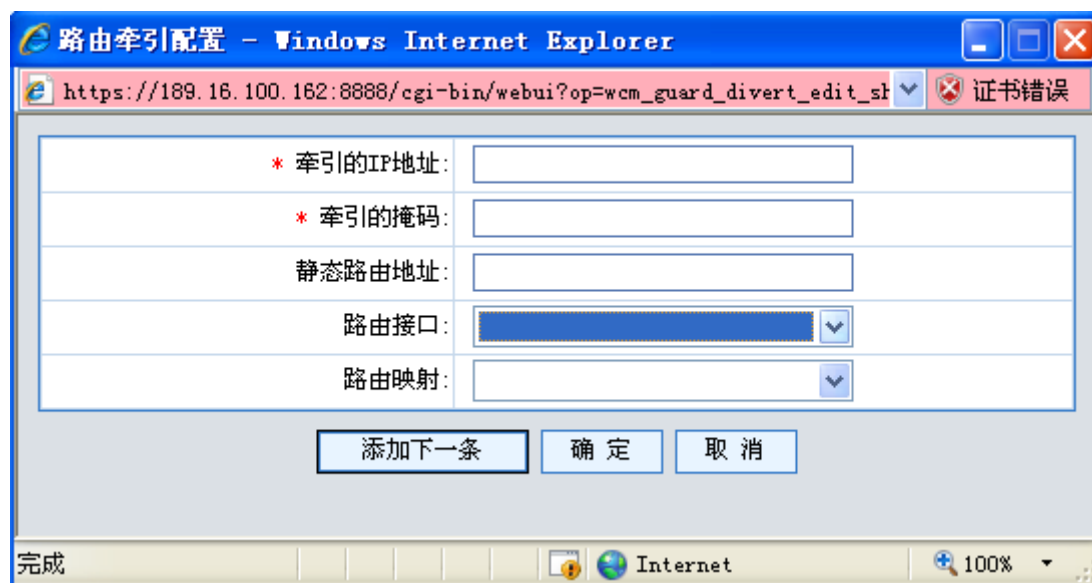 路由牵引配置 - Windows Internet Explorer
https://189.16.100.162:8888/cgi-bin/webui?op=wcm_guard_divert_edit_sh 证书错误
* 牵引的IP地址:
* 牵引的掩码:
静态路由地址:
路由接口:
路由映射:
添加下一条 确 定 取 消
完成 Internet 100%